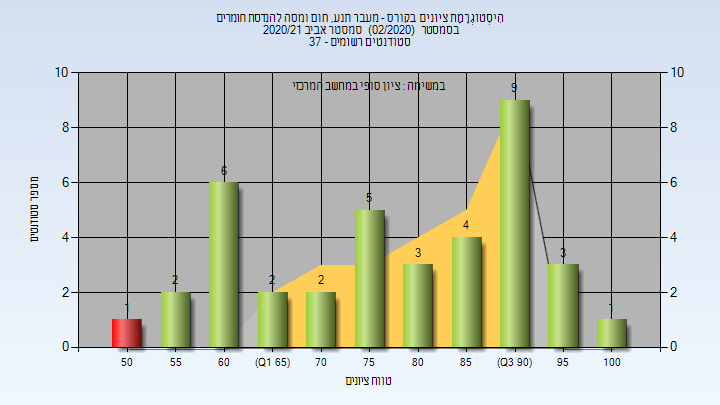 הִיסְטוֹגְרָמַת ציונים בקורס - מעבר תנע, חום ומסה להנדסת חומרים
בסמסטר (02/2020) סמסטר אביב 2020/21
סטודנטים רשומים - 37
במשימה : ציון סופי במחשב המרכזי
10 10
8 8
6 6
4 4
2 2
0 0
1 2 6 2 2 5 3 4 9 3 1
מספר סטודנטים
50 55 60 (Q1 65) 70 75 80 85 (Q3 90) 95 100
טווח ציונים